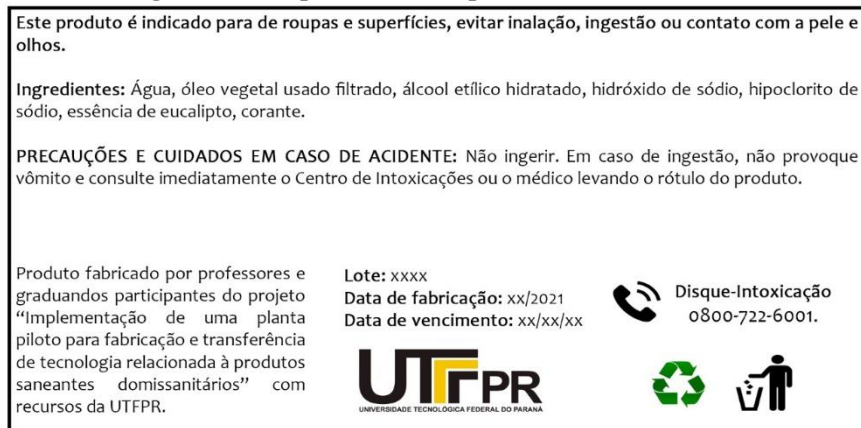 Este produto é indicado para de roupas e superfícies, evitar inalação, ingestão ou contato com a pele e
olhos.
Ingredientes: Água, óleo vegetal usado filtrado, álcool etílico hidratado, hidróxido de sódio, hipoclorito de
sódio, essência de eucalipto, corante.
PRECAUÇÕES E CUIDADOS EM CASO DE ACIDENTE: Não ingerir. Em caso de ingestão, não provoque
vômito e consulte imediatamente o Centro de Intoxicações ou o médico levando o rótulo do produto.
Produto fabricado por professores e
graduandos participantes do projeto
“Implementação de uma planta
piloto para fabricação e transferência
de tecnologia relacionada à produtos
saneantes domissanitários” com
recursos da UTFPR.
Lote: xxxx
Data de fabricação: xx/2021
Data de vencimento: xx/xx/xx
UTFPR
UNIVERSIDADE TECNOLÓGICA FEDERAL DO PARANÁ
Disque-Intoxicação
0800-722-6001.